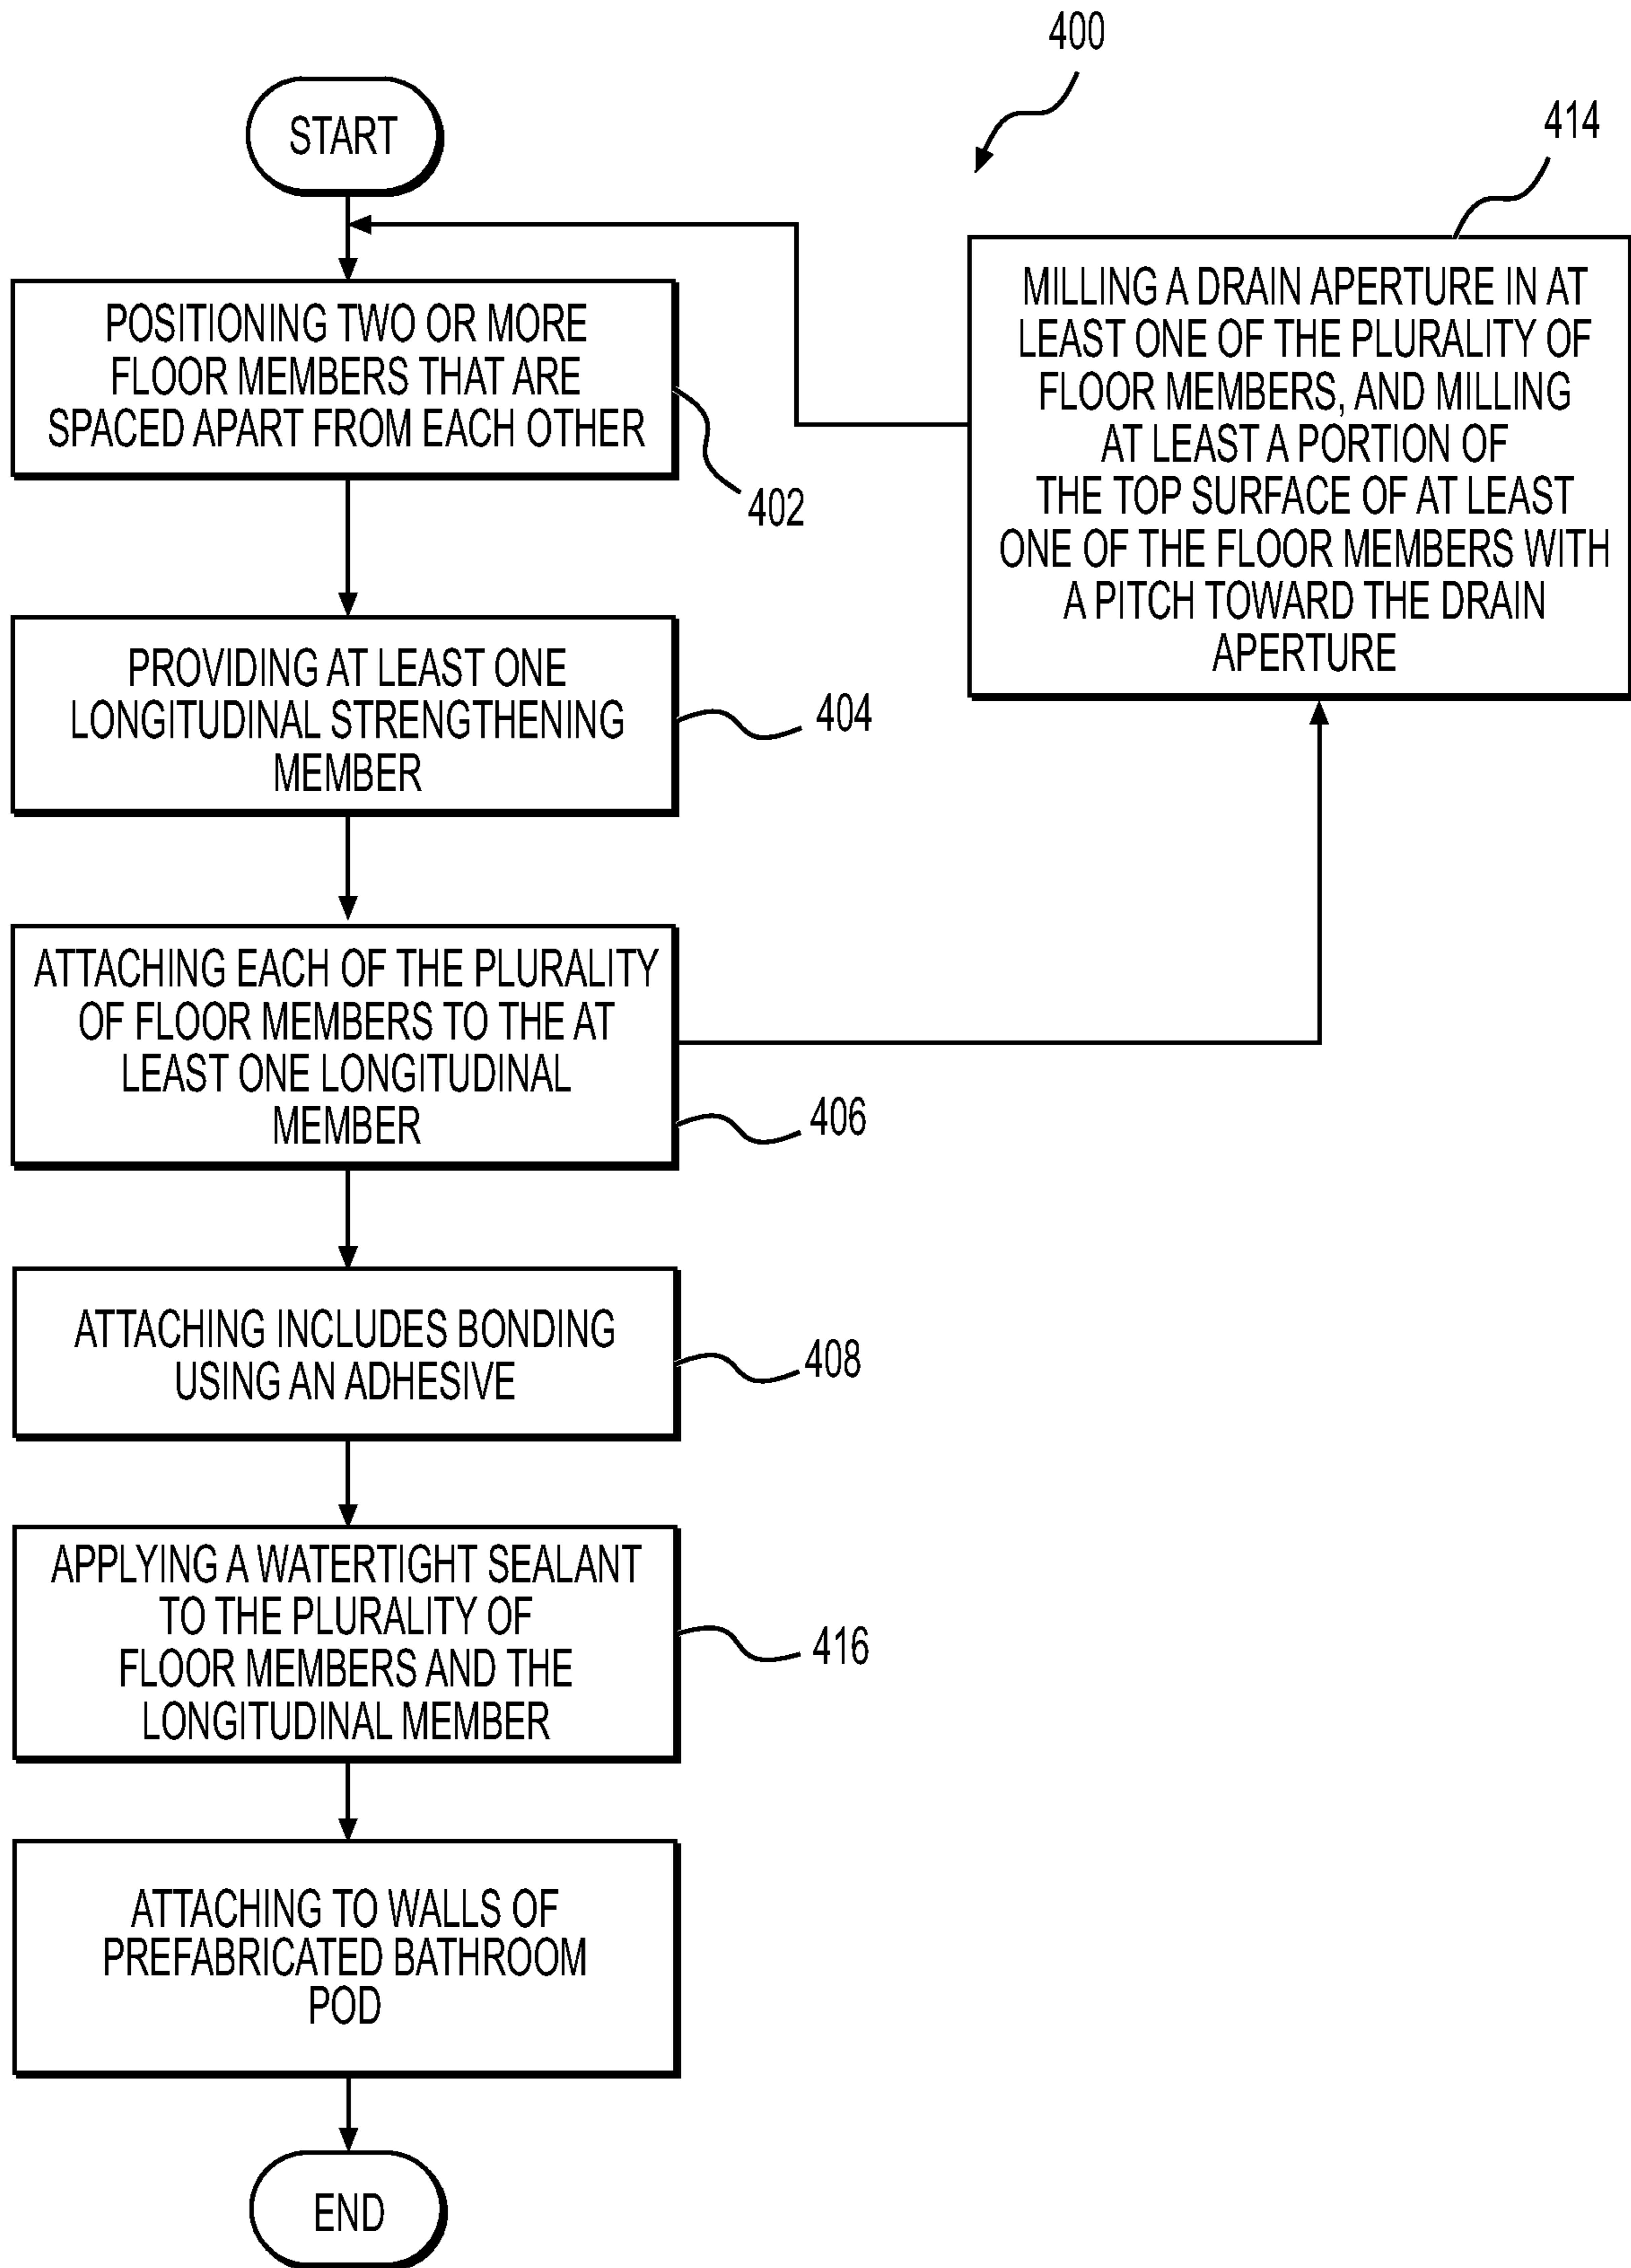 400
START
414
POSITIONING TWO OR MORE
FLOOR MEMBERS THAT ARE
SPACED APART FROM EACH OTHER
402
MILLING A DRAIN APERTURE IN AT
LEAST ONE OF THE PLURALITY OF
FLOOR MEMBERS, AND MILLING
AT LEAST A PORTION OF
THE TOP SURFACE OF AT LEAST
ONE OF THE FLOOR MEMBERS WITH
A PITCH TOWARD THE DRAIN
APERTURE
PROVIDING AT LEAST ONE
LONGITUDINAL STRENGTHENING
MEMBER
404
ATTACHING EACH OF THE PLURALITY
OF FLOOR MEMBERS TO THE AT
LEAST ONE LONGITUDINAL
MEMBER
406
ATTACHING INCLUDES BONDING
USING AN ADHESIVE
408
APPLYING A WATERTIGHT SEALANT
TO THE PLURALITY OF
FLOOR MEMBERS AND THE
LONGITUDINAL MEMBER
416
ATTACHING TO WALLS OF
PREFABRICATED BATHROOM
POD
END